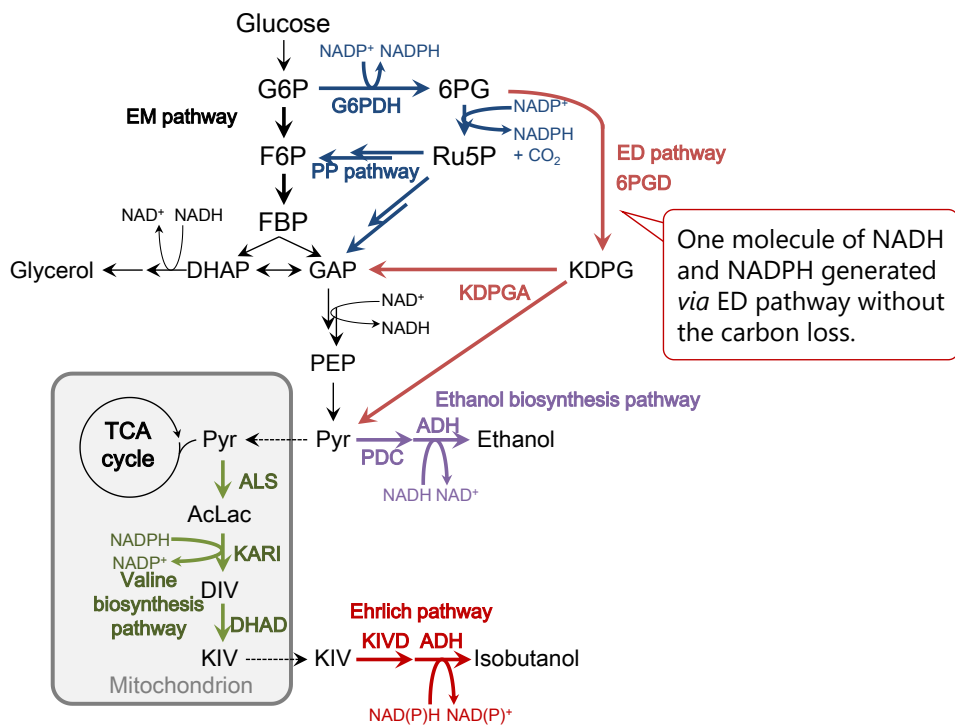 Glucose
NADP⁺ NADPH
G6P
G6PDH
6PG
NADP⁺
NADPH
+ CO₂
EM pathway
F6P
PP pathway
Ru5P
ED pathway
6PGD
FBP
NAD⁺ NADH
Glycerol
DHAP
GAP
KDPGA
KDPG
One molecule of NADH
and NADPH generated
via ED pathway without
the carbon loss.
NAD⁺
NADH
PEP
Ethanol biosynthesis pathway
TCA
cycle
Pyr
Pyr
PDC
ADH
Ethanol
NADH NAD⁺
ALS
AcLac
NADPH
NADP⁺
KARI
Valine
biosynthesis
pathway
DIV
DHAD
KIV
Mitochondrion
Ehrlich pathway
KIV
KIVD
ADH
Isobutanol
NAD(P)H NAD(P)⁺